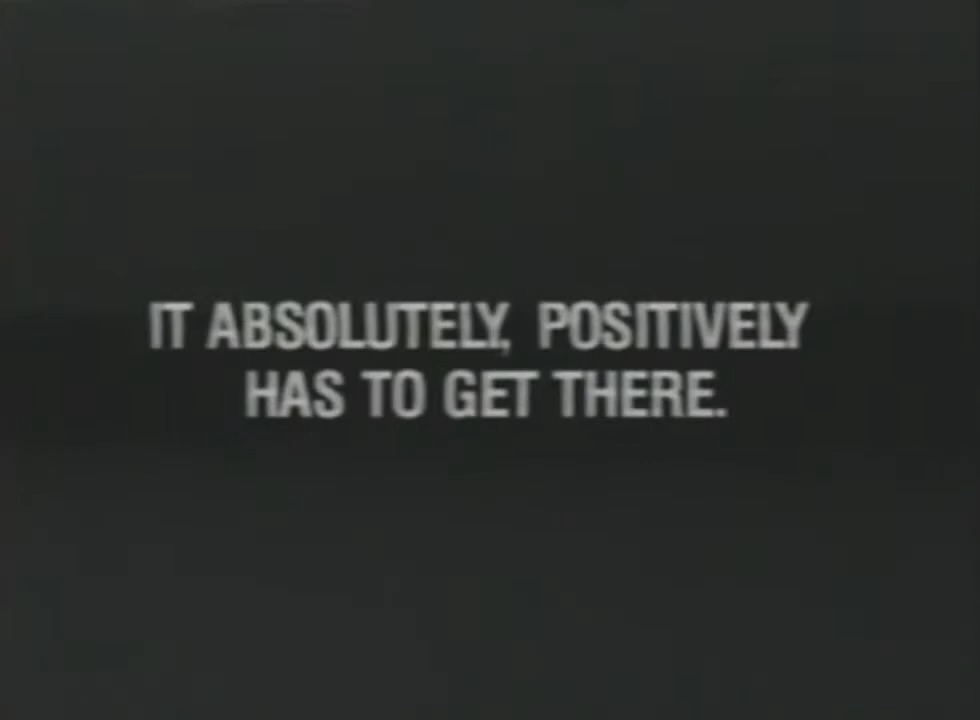 IT ABSOLUTELY, POSITIVELY
HAS TO GET THERE.